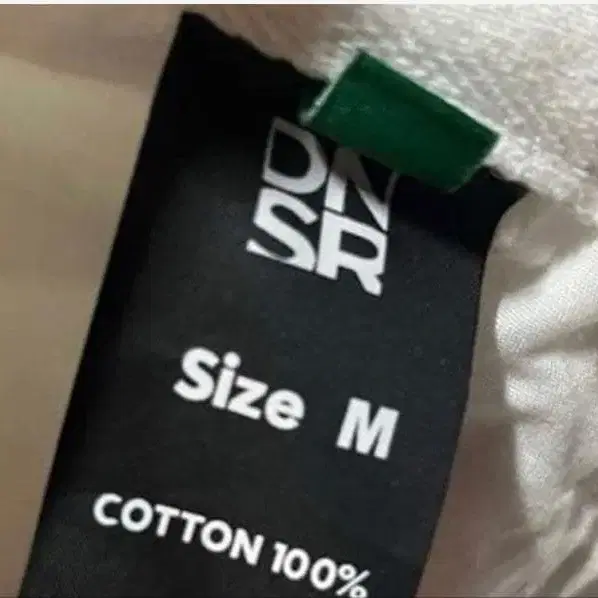 DN
SR
Size M
COTTON 100%